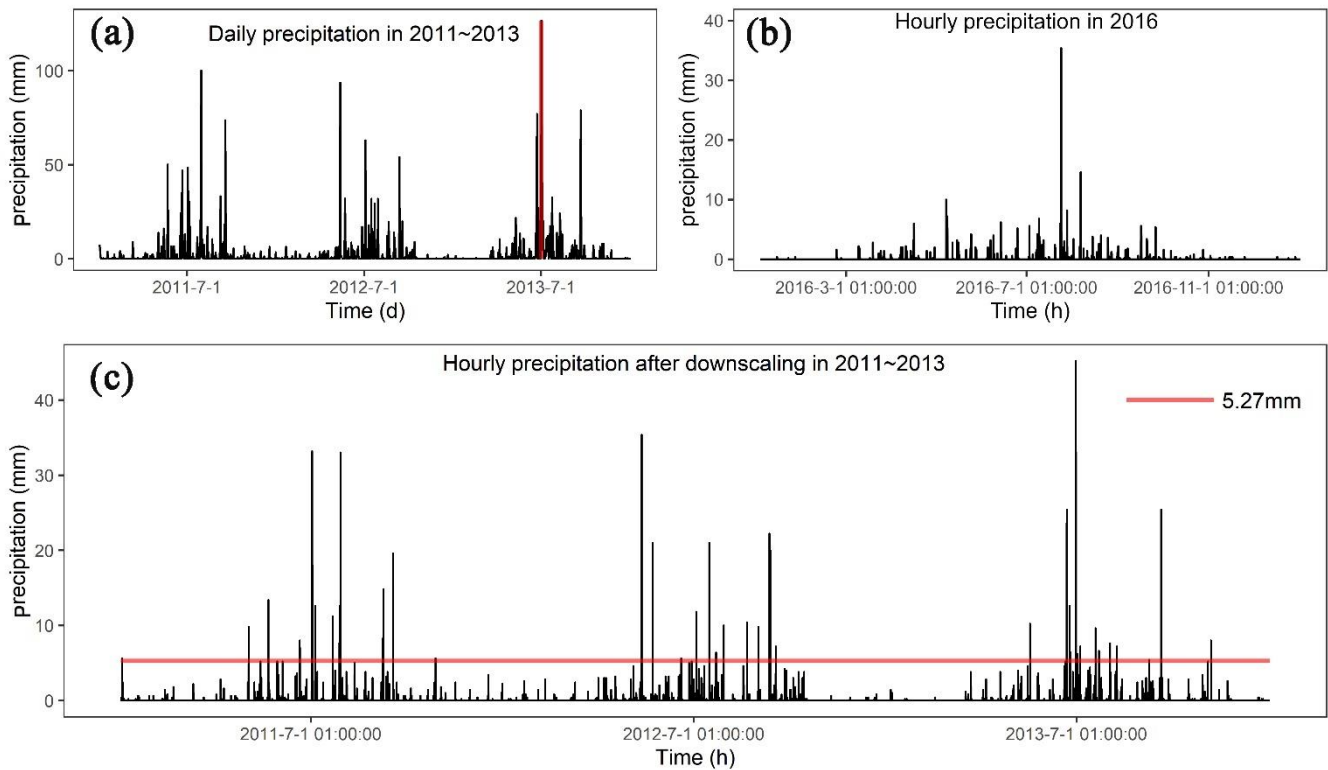 (a)
Daily precipitation in 2011~2013
precipitation (mm)
100
50
0
2011-7-1
2012-7-1
2013-7-1
Time (d)
(b)
Hourly precipitation in 2016
precipitation (mm)
40
30
20
10
0
2016-3-1 01:00:00
2016-7-1 01:00:00
2016-11-1 01:00:00
Time (h)
(c)
Hourly precipitation after downscaling in 2011~2013
5.27mm
precipitation (mm)
40
30
20
10
0
2011-7-1 01:00:00
2012-7-1 01:00:00
2013-7-1 01:00:00
Time (h)